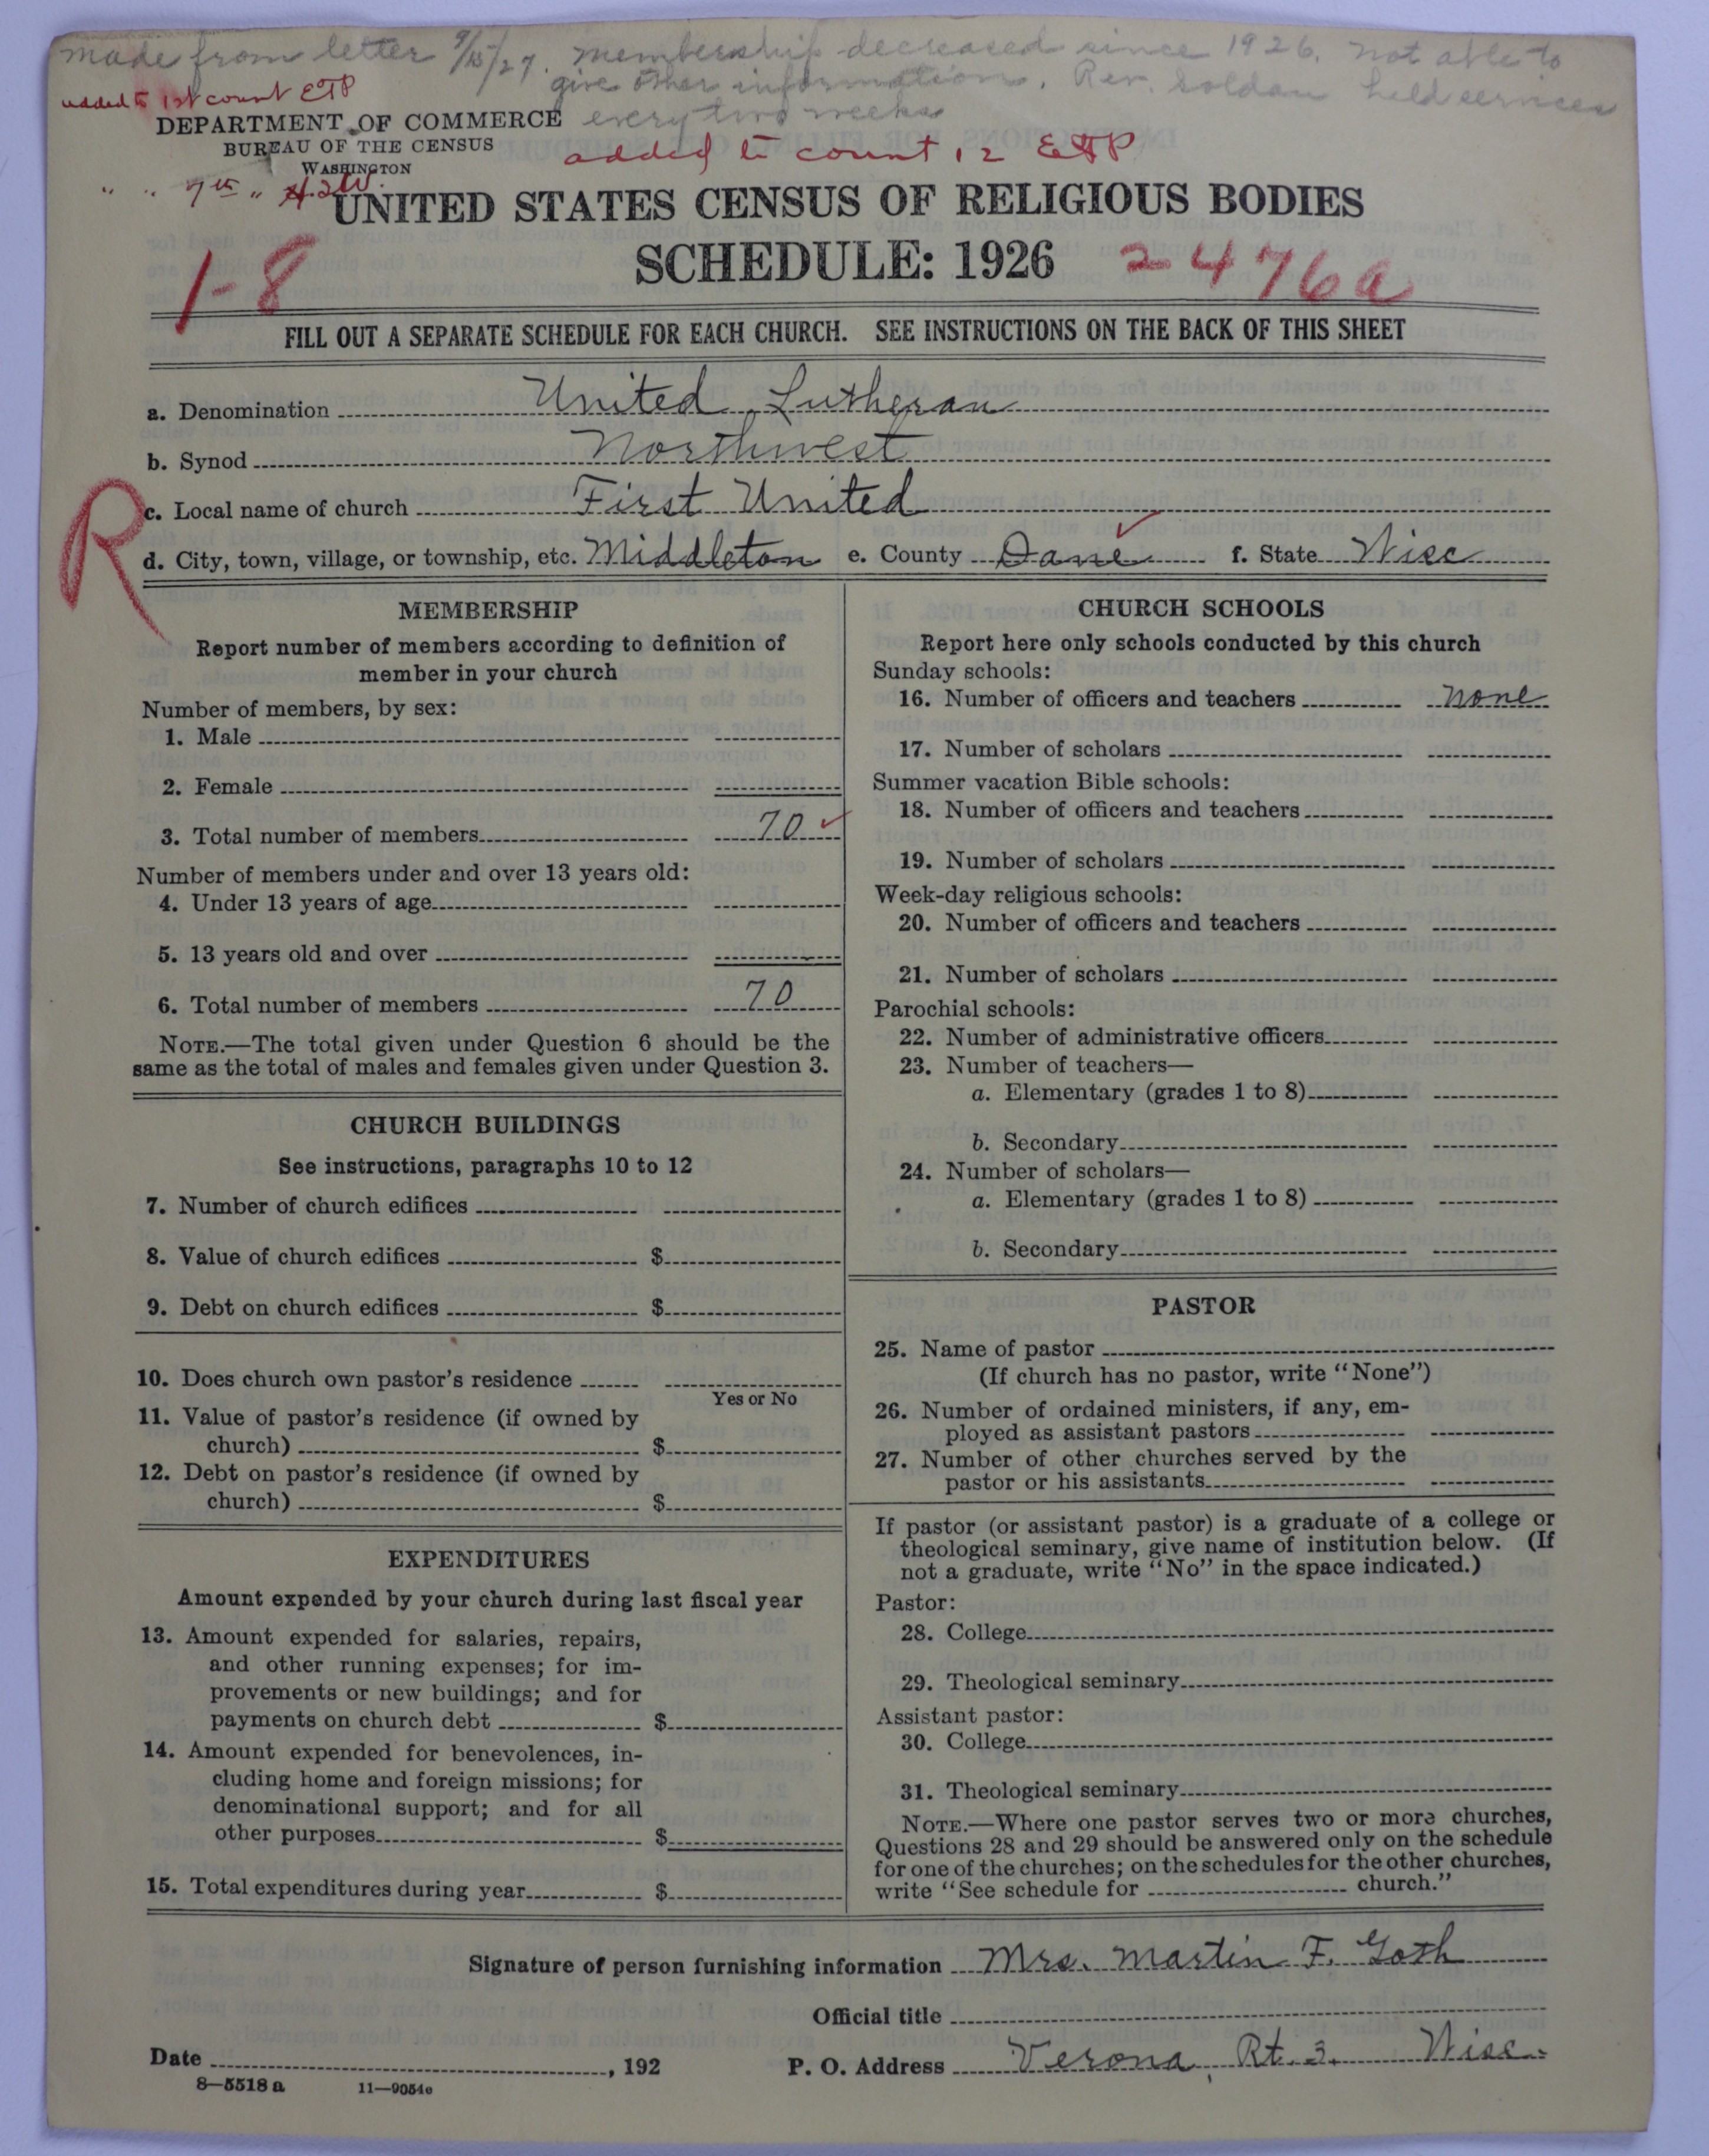 made from letter 9/15/27. Membership decreased since 1926. Not able to
give other information. Rev. Soldan held services
every two weeks
added to 1st count ETP
DEPARTMENT OF COMMERCE
BUREAU OF THE CENSUS
WASHINGTON
added to count 12 ETP
" " 7th "
UNITED STATES CENSUS OF RELIGIOUS BODIES
SCHEDULE: 1926
1-8
2476a
FILL OUT A SEPARATE SCHEDULE FOR EACH CHURCH. SEE INSTRUCTIONS ON THE BACK OF THIS SHEET
a. Denomination United Lutheran
b. Synod Northwest
R
c. Local name of church First United
d. City, town, village, or township, etc. Middleton e. County Dane f. State Wisc
MEMBERSHIP
Report number of members according to definition of
member in your church
Number of members, by sex:
1. Male
2. Female
3. Total number of members 70
Number of members under and over 13 years old:
4. Under 13 years of age
5. 13 years old and over
6. Total number of members 70
NOTE.—The total given under Question 6 should be the
same as the total of males and females given under Question 3.
CHURCH BUILDINGS
See instructions, paragraphs 10 to 12
7. Number of church edifices
8. Value of church edifices $
9. Debt on church edifices $
10. Does church own pastor's residence
Yes or No
11. Value of pastor's residence (if owned by
church) $
12. Debt on pastor's residence (if owned by
church) $
EXPENDITURES
Amount expended by your church during last fiscal year
13. Amount expended for salaries, repairs,
and other running expenses; for im-
provements or new buildings; and for
payments on church debt $
14. Amount expended for benevolences, in-
cluding home and foreign missions; for
denominational support; and for all
other purposes $
15. Total expenditures during year $
CHURCH SCHOOLS
Report here only schools conducted by this church
Sunday schools:
16. Number of officers and teachers none
17. Number of scholars
Summer vacation Bible schools:
18. Number of officers and teachers
19. Number of scholars
Week-day religious schools:
20. Number of officers and teachers
21. Number of scholars
Parochial schools:
22. Number of administrative officers
23. Number of teachers—
a. Elementary (grades 1 to 8)
b. Secondary
24. Number of scholars—
a. Elementary (grades 1 to 8)
b. Secondary
PASTOR
25. Name of pastor
(If church has no pastor, write "None")
26. Number of ordained ministers, if any, em-
ployed as assistant pastors
27. Number of other churches served by the
pastor or his assistants
If pastor (or assistant pastor) is a graduate of a college or
theological seminary, give name of institution below. (If
not a graduate, write "No" in the space indicated.)
Pastor:
28. College
29. Theological seminary
Assistant pastor:
30. College
31. Theological seminary
NOTE.—Where one pastor serves two or more churches,
Questions 28 and 29 should be answered only on the schedule
for one of the churches; on the schedules for the other churches,
write "See schedule for church."
Signature of person furnishing information Mrs. Martin F. Goth
Official title
Date , 192 P. O. Address Verona, Rt. 3. Wisc.
8—5518 a 11—9054c